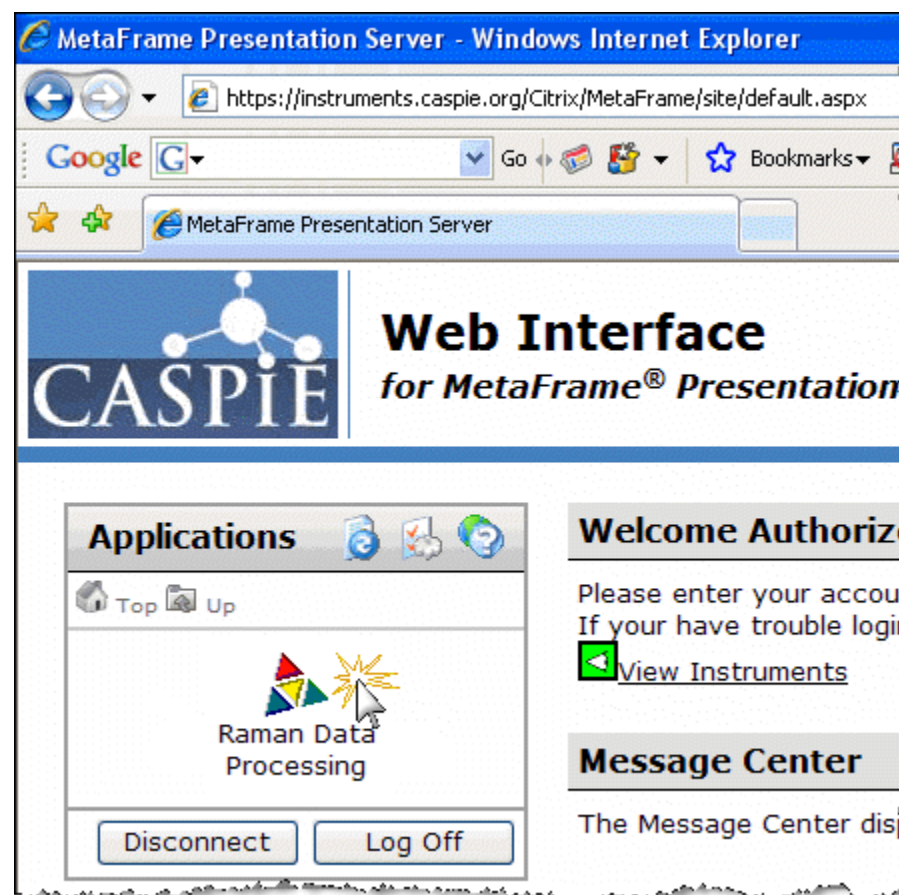 MetaFrame Presentation Server - Windows Internet Explorer
https://instruments.caspie.org/Citrix/MetaFrame/site/default.aspx
Google G Go Bookmarks
MetaFrame Presentation Server
CASPiE
Web Interface
for MetaFrame® Presentation
Applications
Top Up
Raman Data
Processing
Disconnect Log Off
Welcome Authoriz
Please enter your accou
If your have trouble logi
View Instruments
Message Center
The Message Center dis